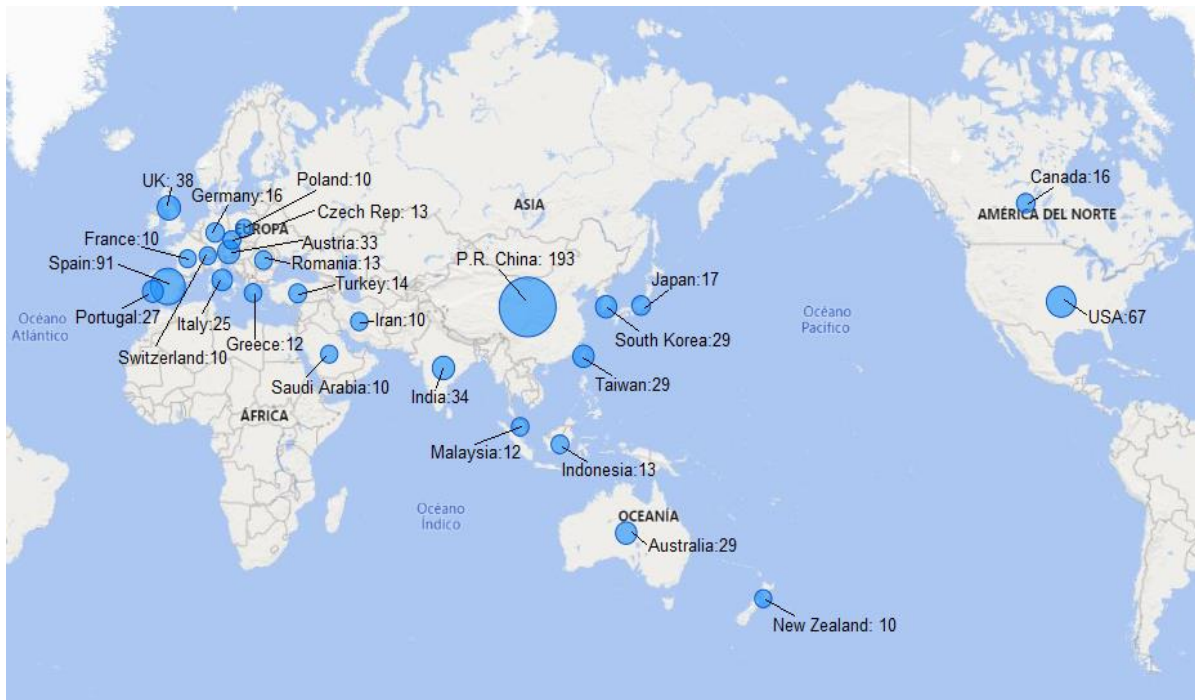 UK: 38
Germany:16
Poland:10
Czech Rep: 13
EUROPA
France:10
Austria:33
Spain:91
Romania:13
Turkey:14
Portugal:27
Italy:25
Greece:12
Switzerland:10
Océano
Atlántico
Iran:10
Saudi Arabia:10
ÁFRICA
ASIA
P.R. China: 193
Japan:17
South Korea:29
Taiwan:29
India:34
Malaysia:12
Indonesia:13
Océano
Índico
OCEANÍA
Australia:29
New Zealand: 10
Océano
Pacífico
Canada:16
AMÉRICA DEL NORTE
USA:67